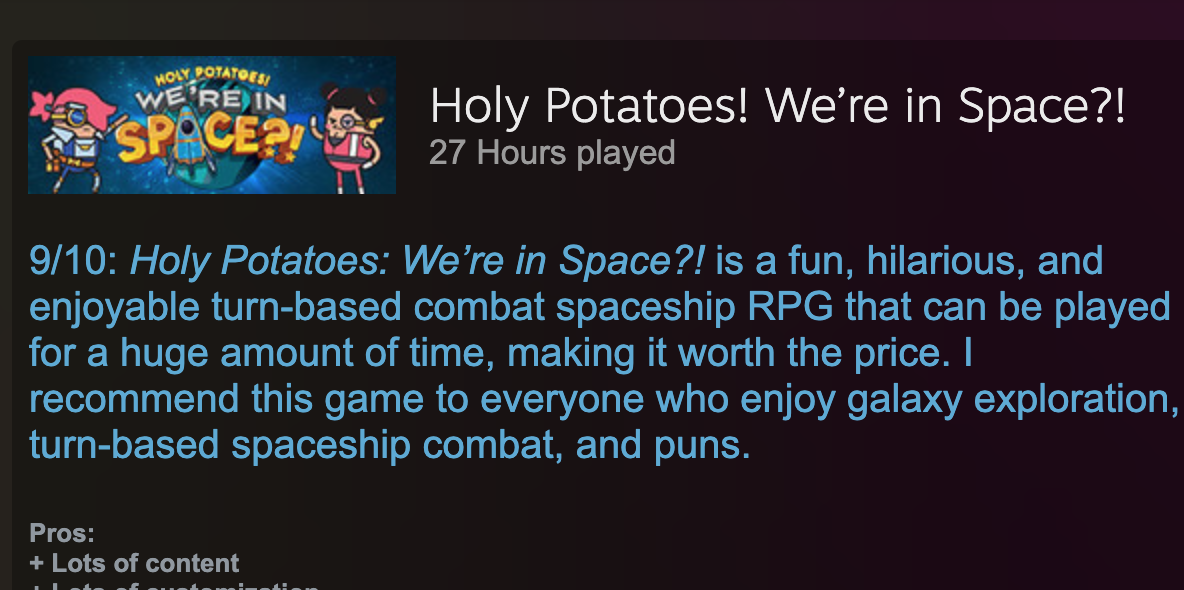 HOLY POTATOES!
WE'RE IN
SPACE?!
Holy Potatoes! We’re in Space?!
27 Hours played
9/10: Holy Potatoes: We’re in Space?! is a fun, hilarious, and
enjoyable turn-based combat spaceship RPG that can be played
for a huge amount of time, making it worth the price. I
recommend this game to everyone who enjoy galaxy exploration,
turn-based spaceship combat, and puns.
Pros:
+ Lots of content
+ Lots of customization